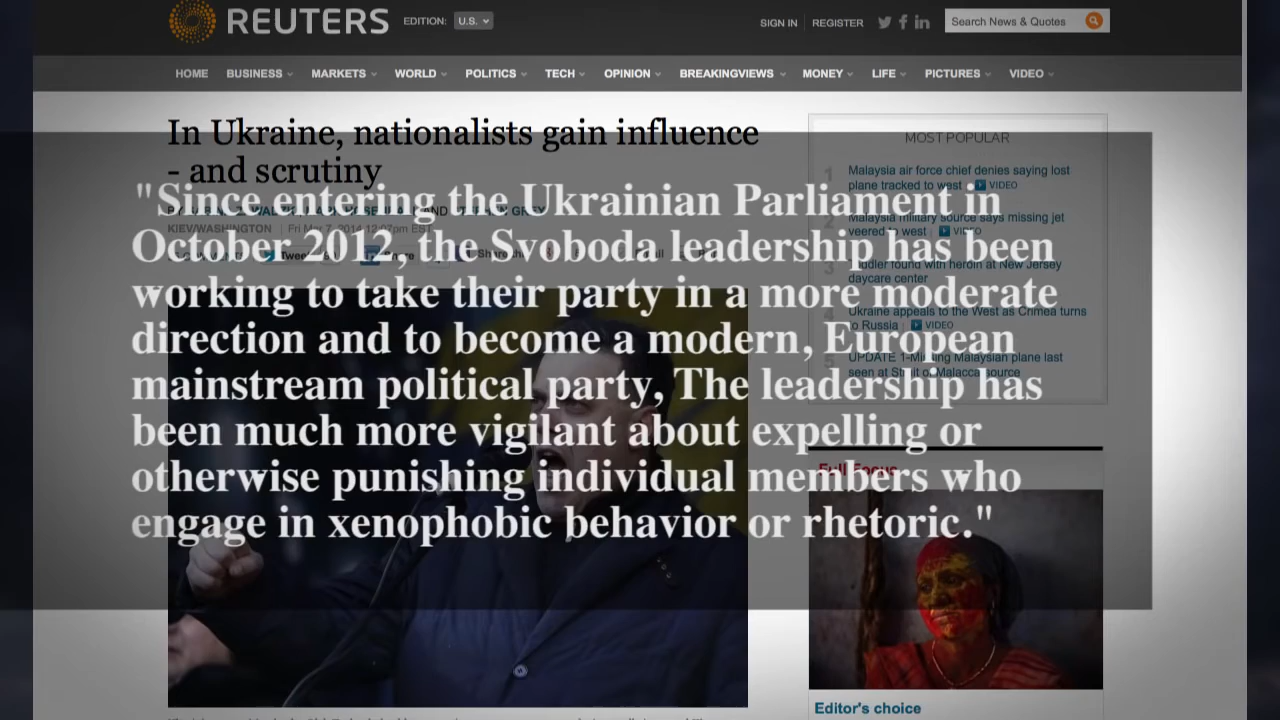 REUTERS
EDITION: U.S.
SIGN IN REGISTER
Search News & Quotes
HOME BUSINESS MARKETS WORLD POLITICS TECH OPINION BREAKINGVIEWS MONEY LIFE PICTURES VIDEO
In Ukraine, nationalists gain influence
- and scrutiny
KIEV/WASHINGTON Fri Mar 7, 2014 12:07pm EST
"Since entering the Ukrainian Parliament in
October 2012, the Svoboda leadership has been
working to take their party in a more moderate
direction and to become a modern, European
mainstream political party, The leadership has
been much more vigilant about expelling or
otherwise punishing individual members who
engage in xenophobic behavior or rhetoric."
MOST POPULAR
1 Malaysia air force chief denies saying lost
plane tracked to west VIDEO
2 Malaysia military source says missing jet
veered to west VIDEO
3 found with heroin at New Jersey
daycare center
4 Ukraine appeals to the West as Crimea turns
to Russia VIDEO
5 UPDATE 1-Missing Malaysian plane last
seen at Strait of Malacca-source
Full Focus
Editor's choice